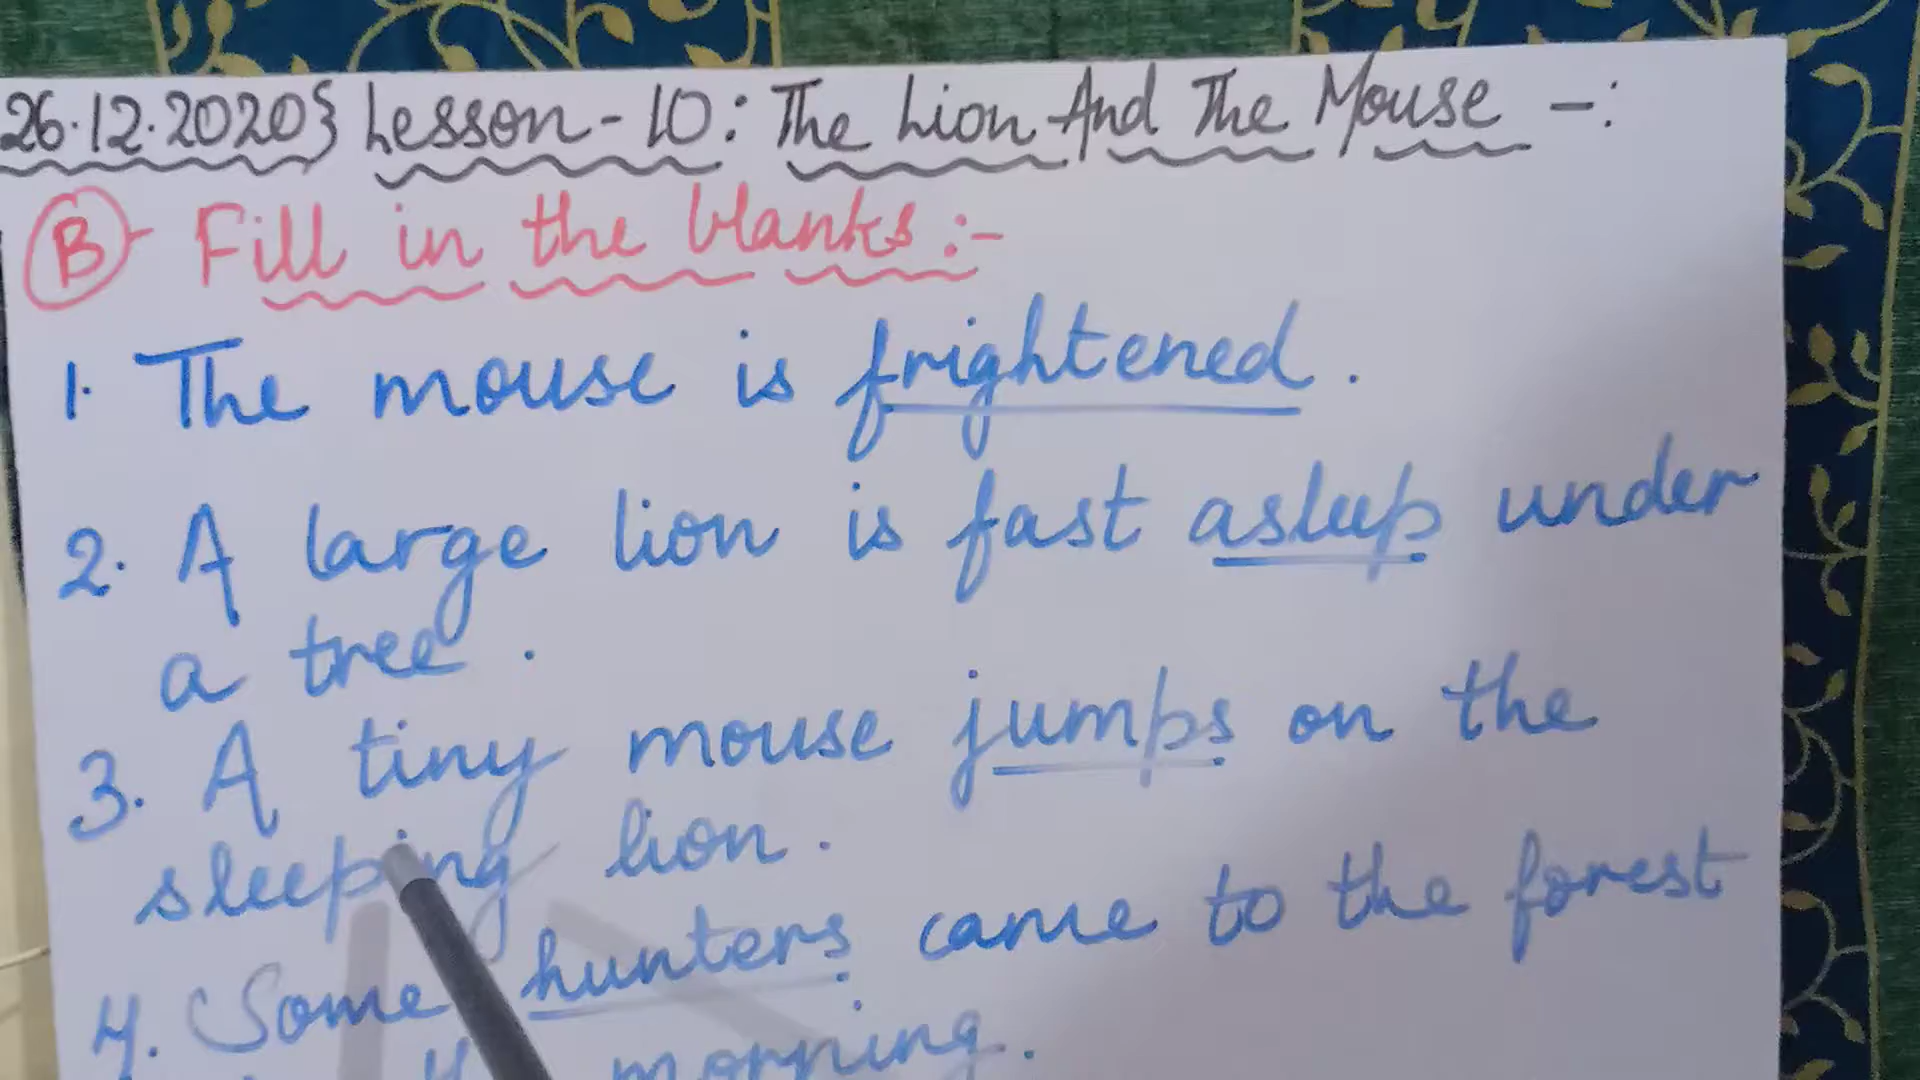 26.12.2020} Lesson-10: The Lion And The Mouse -:
B- Fill in the blanks:-
1. The mouse is frightened.
2. A large lion is fast asleep under
a tree.
3. A tiny mouse jumps on the
sleeping lion.
4. Some hunters came to the forest
morning.